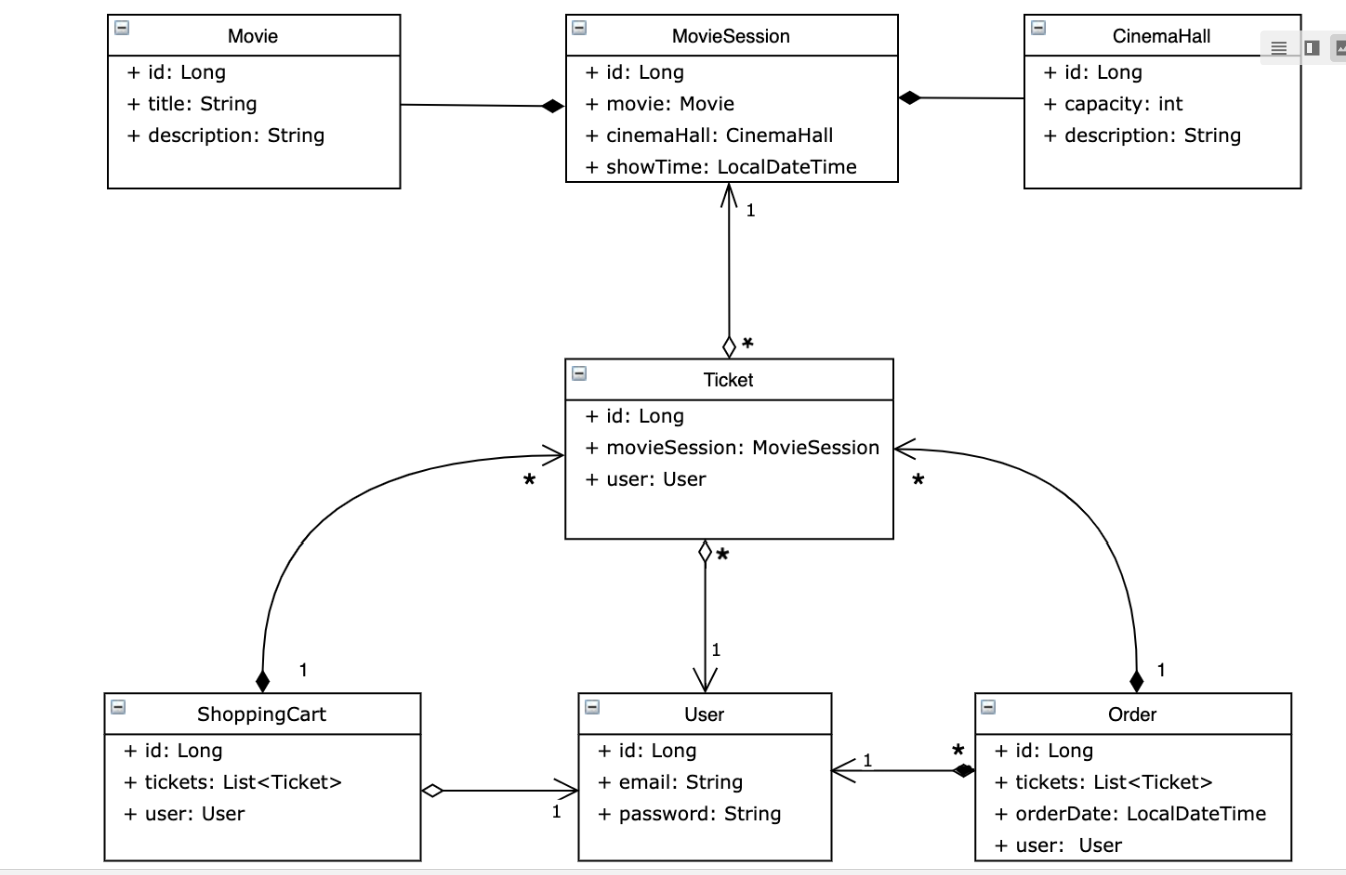 Movie
+ id: Long
+ title: String
+ description: String
MovieSession
+ id: Long
+ movie: Movie
+ cinemaHall: CinemaHall
+ showTime: LocalDateTime
CinemaHall
+ id: Long
+ capacity: int
+ description: String
1
*
Ticket
+ id: Long
+ movieSession: MovieSession
+ user: User
*
*
*
1
1
1
ShoppingCart
+ id: Long
+ tickets: List<Ticket>
+ user: User
1
User
+ id: Long
+ email: String
+ password: String
1
*
Order
+ id: Long
+ tickets: List<Ticket>
+ orderDate: LocalDateTime
+ user:  User